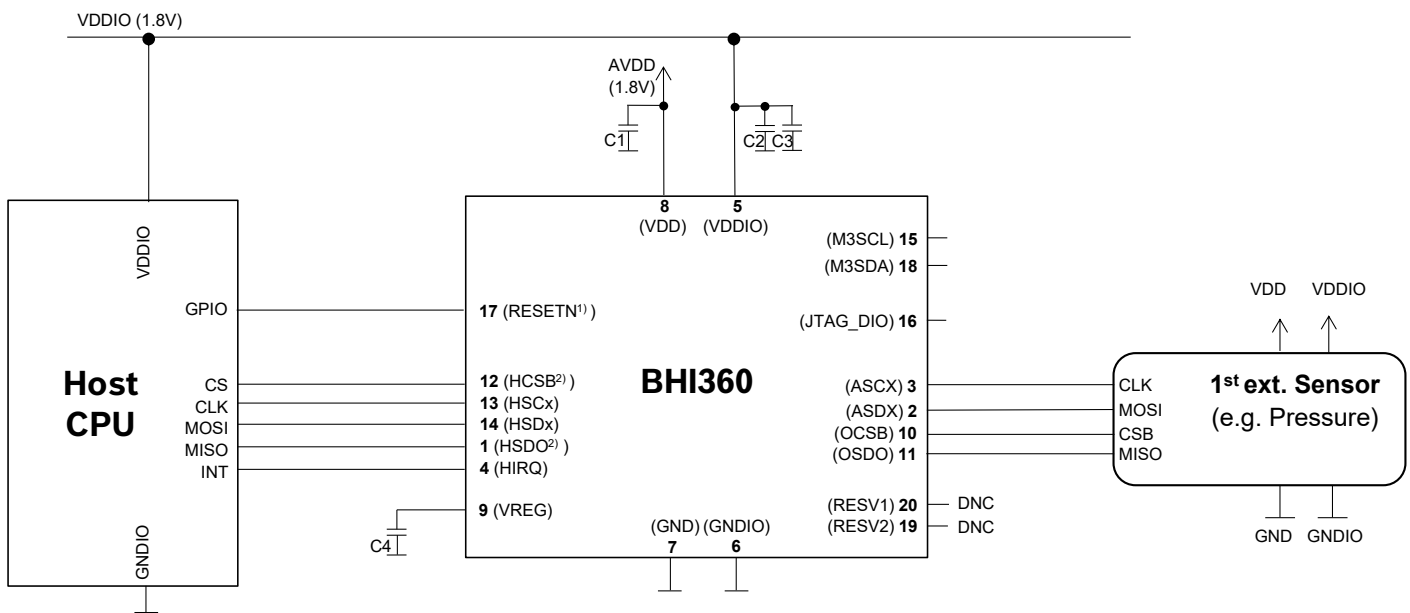 VDDIO (1.8V)
AVDD
(1.8V)
C1
C2 C3
VDDIO
GPIO
CS
CLK
MOSI
MISO
INT
GNDIO
Host
CPU
8
(VDD)
5
(VDDIO)
17 (RESETN¹⁾ )
12 (HCSB²⁾ )
13 (HSCx)
14 (HSDx)
1 (HSDO²⁾ )
4 (HIRQ)
9 (VREG)
C4
BHI360
(M3SCL) 15
(M3SDA) 18
(JTAG_DIO) 16
(ASCX) 3
(ASDX) 2
(OCSB) 10
(OSDO) 11
(RESV1) 20 DNC
(RESV2) 19 DNC
(GND) (GNDIO)
7 6
VDD VDDIO
CLK
MOSI
CSB
MISO
1st ext. Sensor
(e.g. Pressure)
GND GNDIO